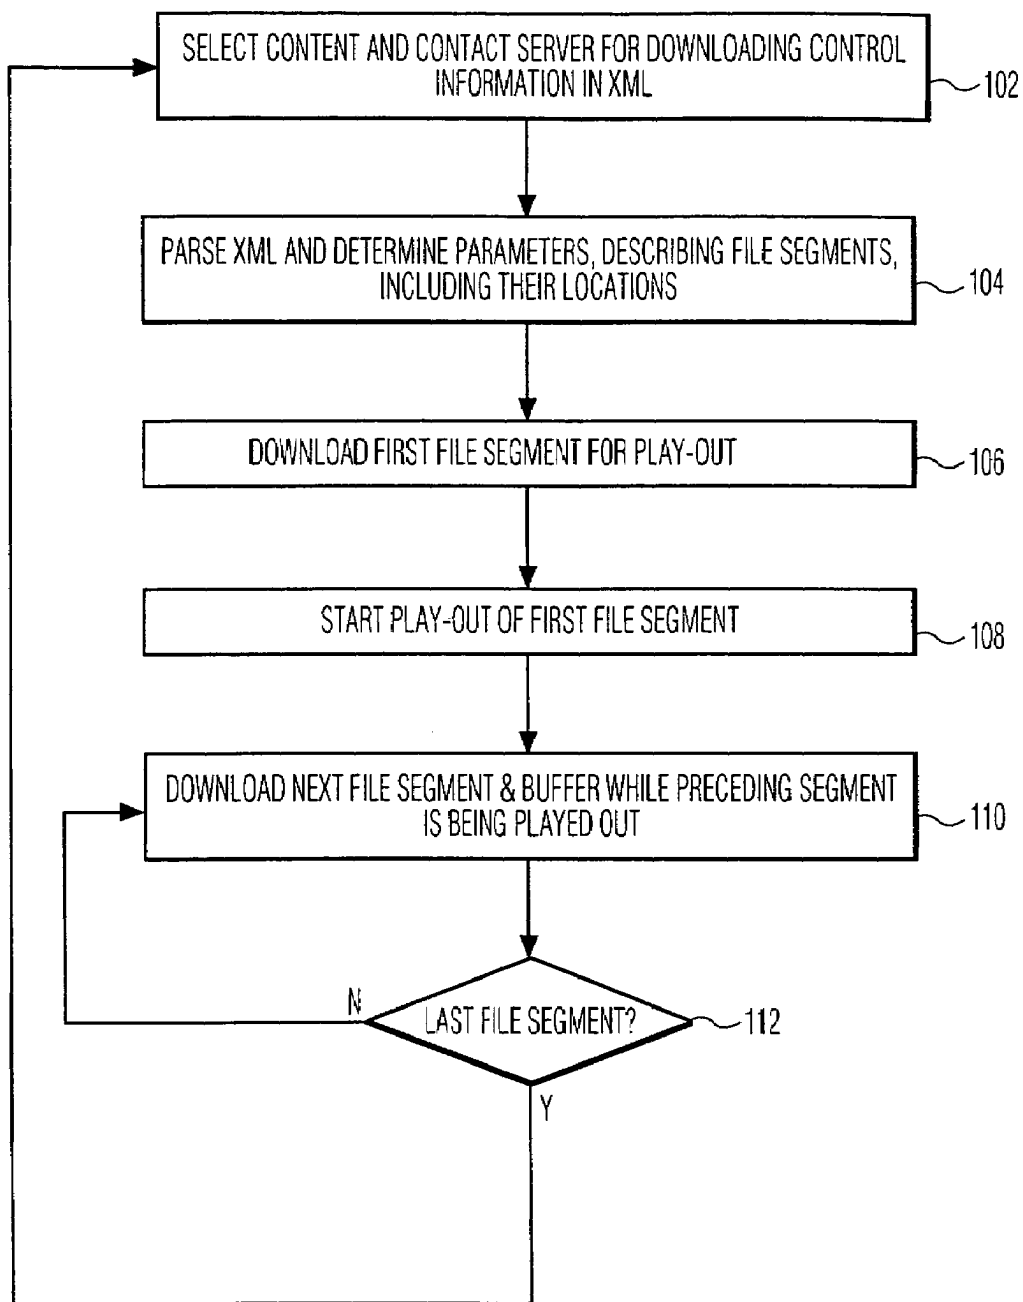 SELECT CONTENT AND CONTACT SERVER FOR DOWNLOADING CONTROL
INFORMATION IN XML
102
PARSE XML AND DETERMINE PARAMETERS, DESCRIBING FILE SEGMENTS,
INCLUDING THEIR LOCATIONS
104
DOWNLOAD FIRST FILE SEGMENT FOR PLAY-OUT
106
START PLAY-OUT OF FIRST FILE SEGMENT
108
DOWNLOAD NEXT FILE SEGMENT & BUFFER WHILE PRECEDING SEGMENT
IS BEING PLAYED OUT
110
N
LAST FILE SEGMENT?
112
Y